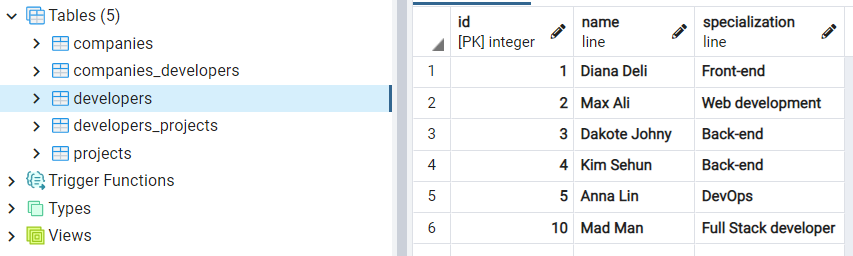 Tables (5)
companies
companies_developers
developers
developers_projects
projects
Trigger Functions
Types
Views
id name specialization
[PK] integer line line
1 1 Diana Deli Front-end
2 2 Max Ali Web development
3 3 Dakote Johny Back-end
4 4 Kim Sehun Back-end
5 5 Anna Lin DevOps
6 10 Mad Man Full Stack developer